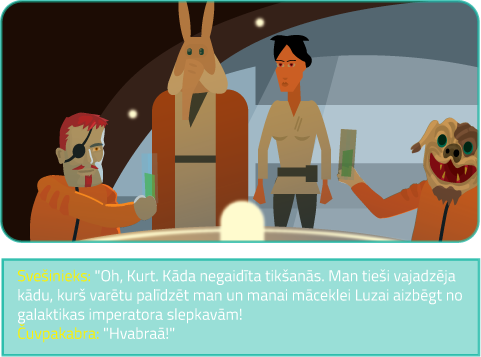 Svešinieks: "Oh, Kurt. Kāda negaidīta tikšanās. Man tieši vajadzēja
kādu, kurš varētu palīdzēt man un manai māceklei Luzai aizbēgt no
galaktikas imperatora slepkavām!
Čuvpakabra: "Hvabraā!"